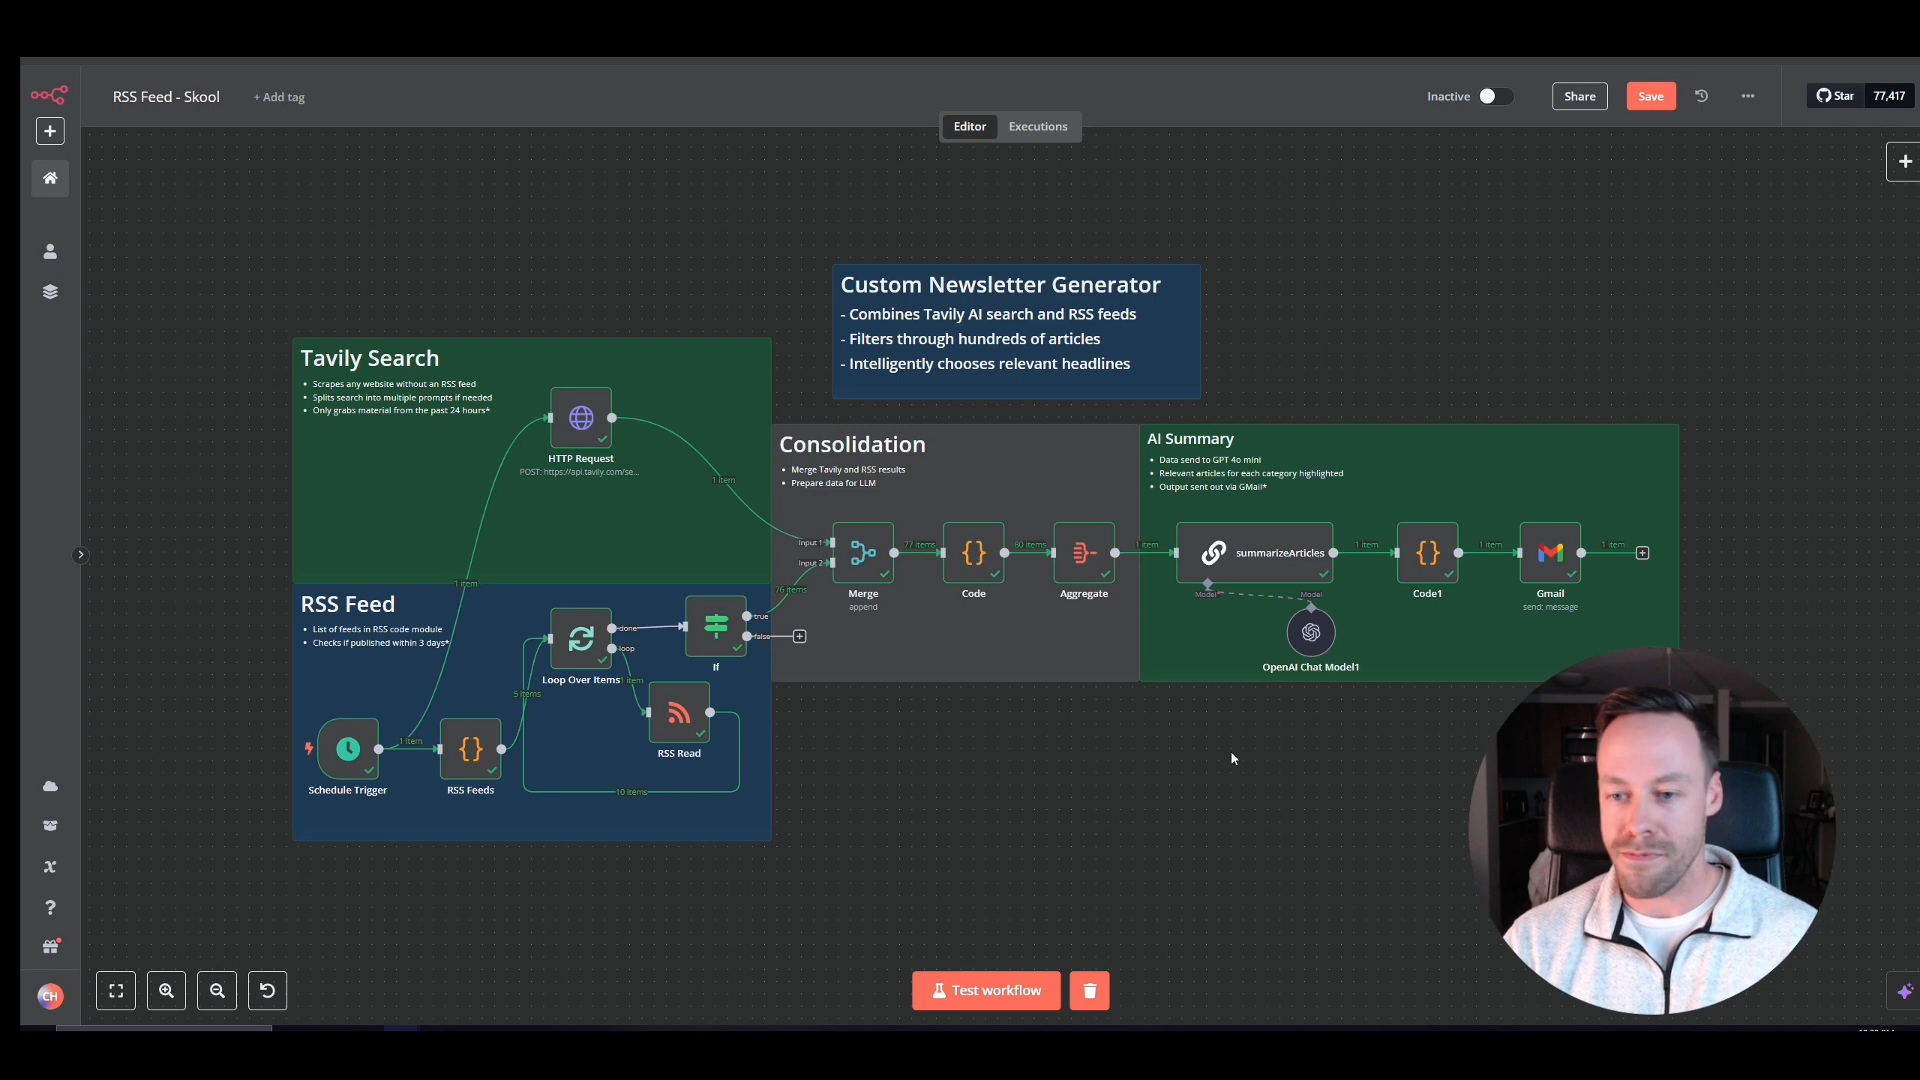 RSS Feed - Skool
+ Add tag
Inactive
Share
Save
Star
77,417
Editor
Executions
Custom Newsletter Generator
- Combines Tavily AI search and RSS feeds
- Filters through hundreds of articles
- Intelligently chooses relevant headlines
Tavily Search
• Scrapes any website without an RSS feed
• Splits search into multiple prompts if needed
• Only grabs material from the past 24 hours*
HTTP Request
POST: https://api.tavily.com/se...
1 item
Consolidation
• Merge Tavily and RSS results
• Prepare data for LLM
Input 1
Input 2
77 items
80 items
1 item
Merge
append
Code
Aggregate
AI Summary
• Data send to GPT 4o mini
• Relevant articles for each category highlighted
• Output sent out via GMail*
summarizeArticles
1 item
1 item
1 item
Model*
Model
Code1
Gmail
send: message
OpenAI Chat Model1
1 item
76 items
RSS Feed
• List of feeds in RSS code module
• Checks if published within 3 days*
done
loop
true
false
If
Loop Over Items
1 item
5 items
1 item
RSS Read
10 items
Schedule Trigger
RSS Feeds
CH
Test workflow